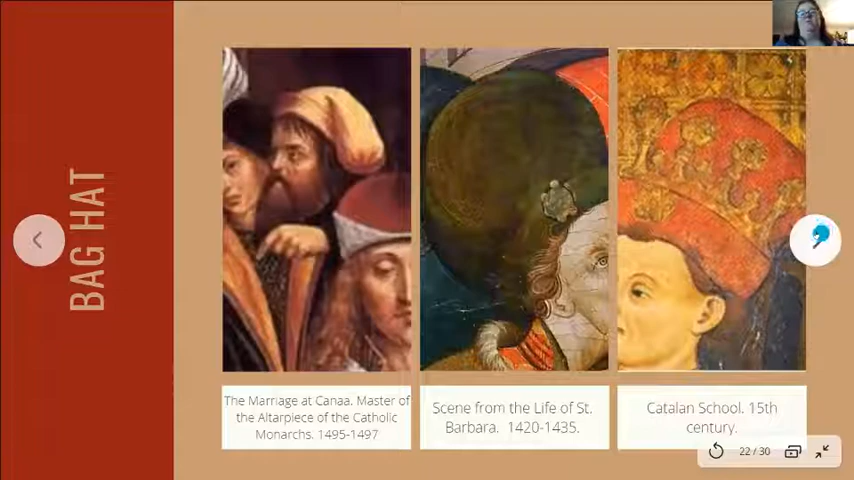 BAG HAT
The Marriage at Canaa. Master of
the Altarpiece of the Catholic
Monarchs. 1495-1497
Scene from the Life of St.
Barbara. 1420-1435.
Catalan School. 15th
century.
22 / 30